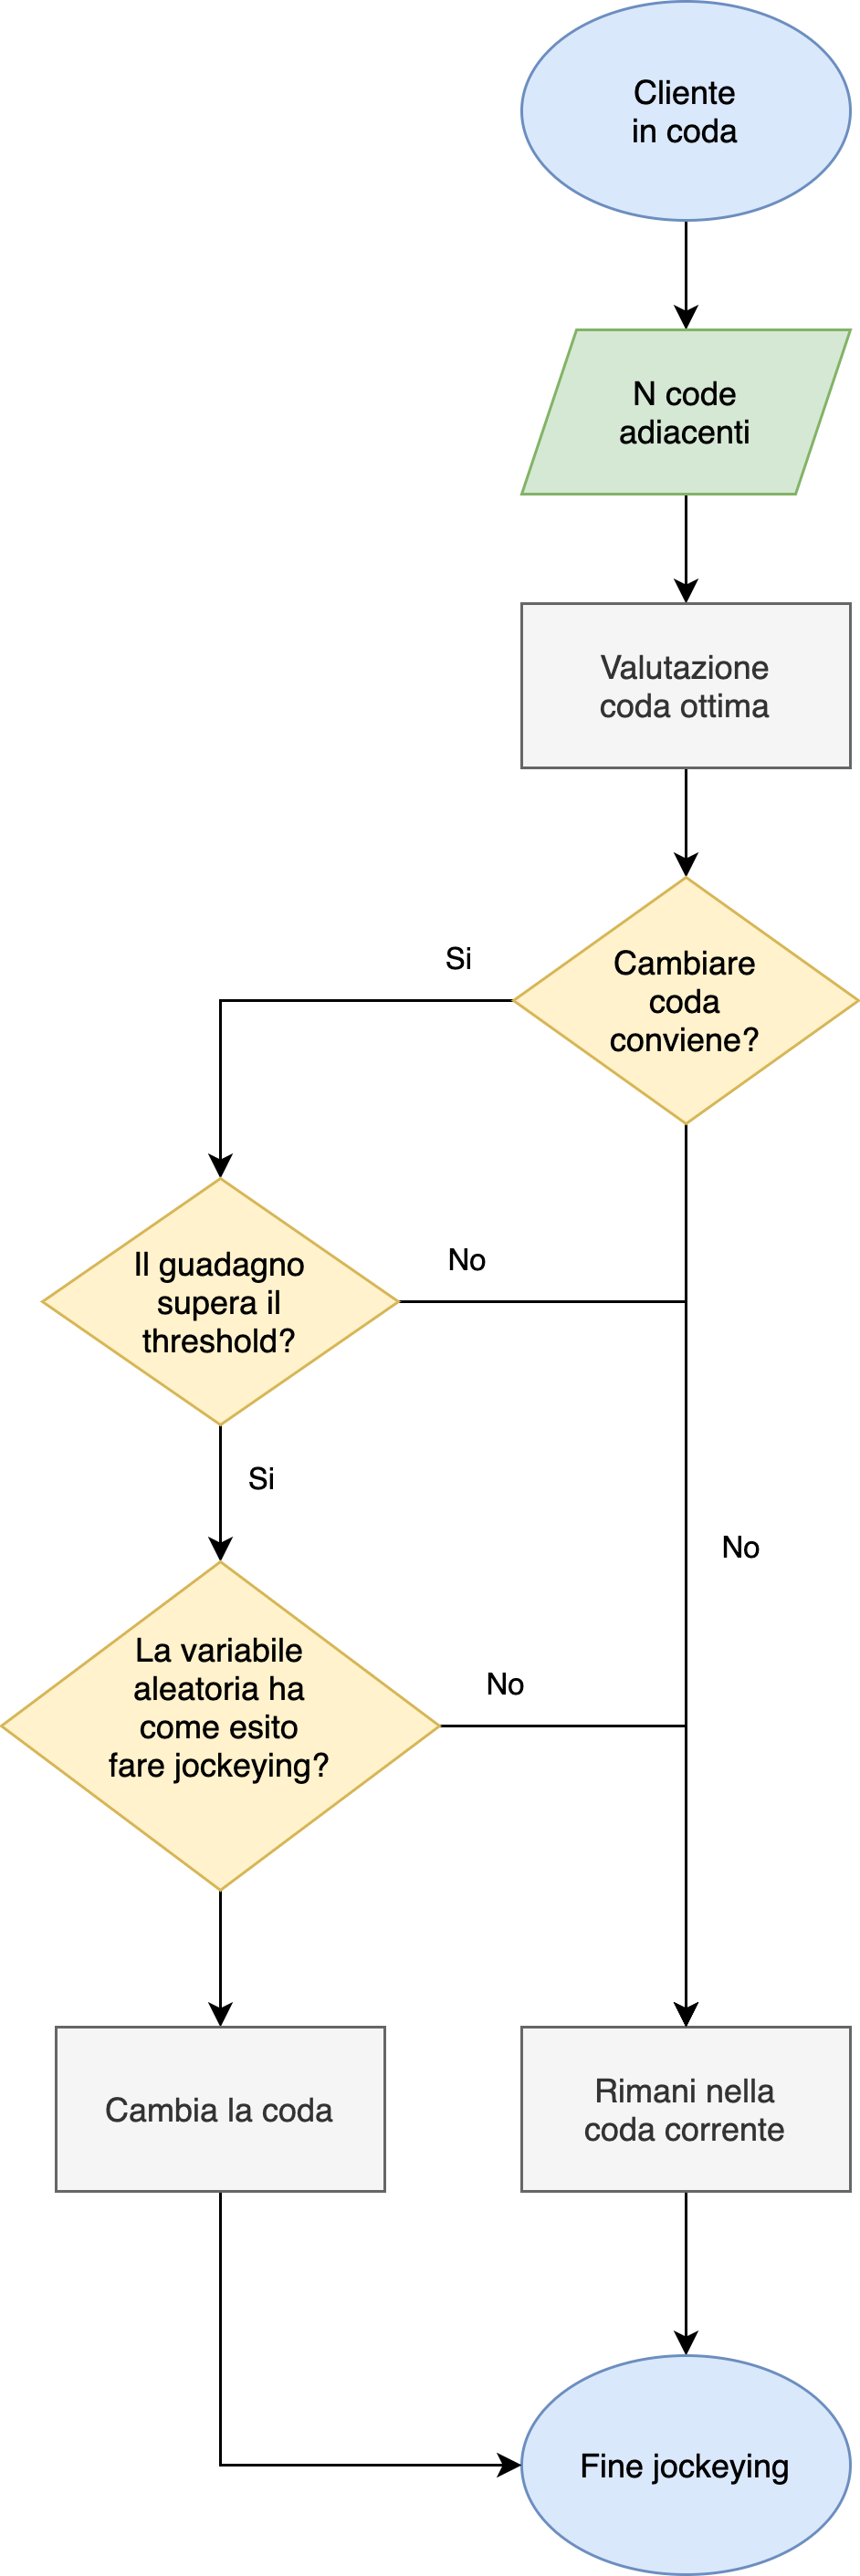 Cliente
in coda
N code
adiacenti
Valutazione
coda ottima
Cambiare
coda
conviene?
Si
Il guadagno
supera il
threshold?
No
Si
No
La variabile
aleatoria ha
come esito
fare jockeying?
No
Cambia la coda
Rimani nella
coda corrente
Fine jockeying